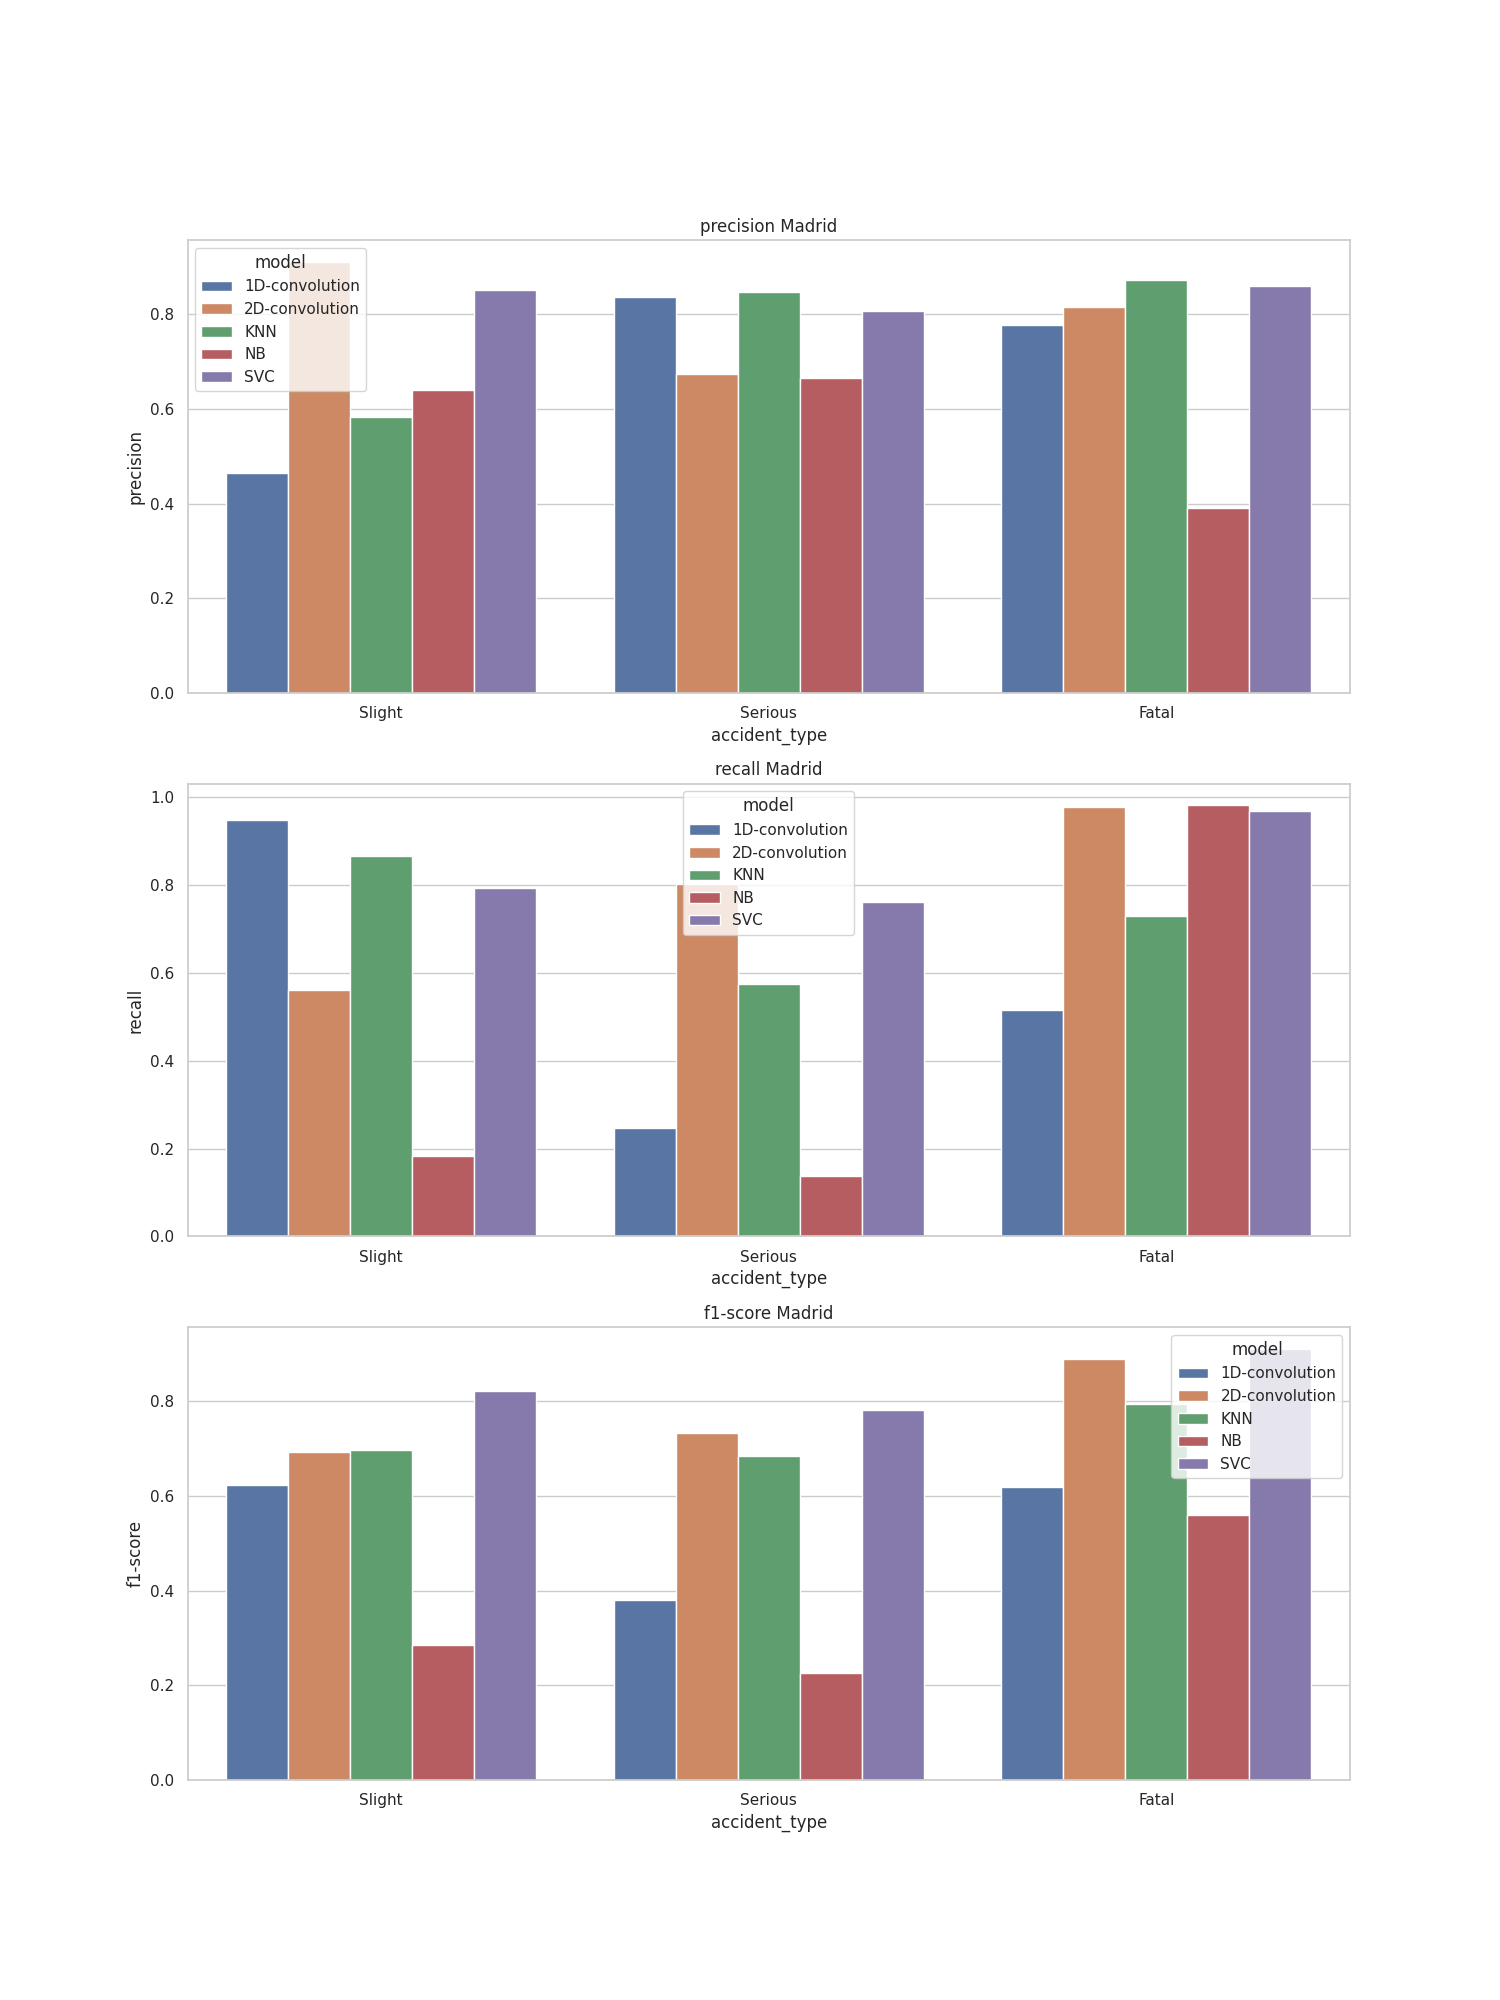 precision Madrid
model
1D-convolution
2D-convolution
KNN
NB
SVC
precision
0.8
0.6
0.4
0.2
0.0
Slight Serious Fatal
accident_type
recall Madrid
model
1D-convolution
2D-convolution
KNN
NB
SVC
recall
1.0
0.8
0.6
0.4
0.2
0.0
Slight Serious Fatal
accident_type
f1-score Madrid
model
1D-convolution
2D-convolution
KNN
NB
SVC
f1-score
0.8
0.6
0.4
0.2
0.0
Slight Serious Fatal
accident_type